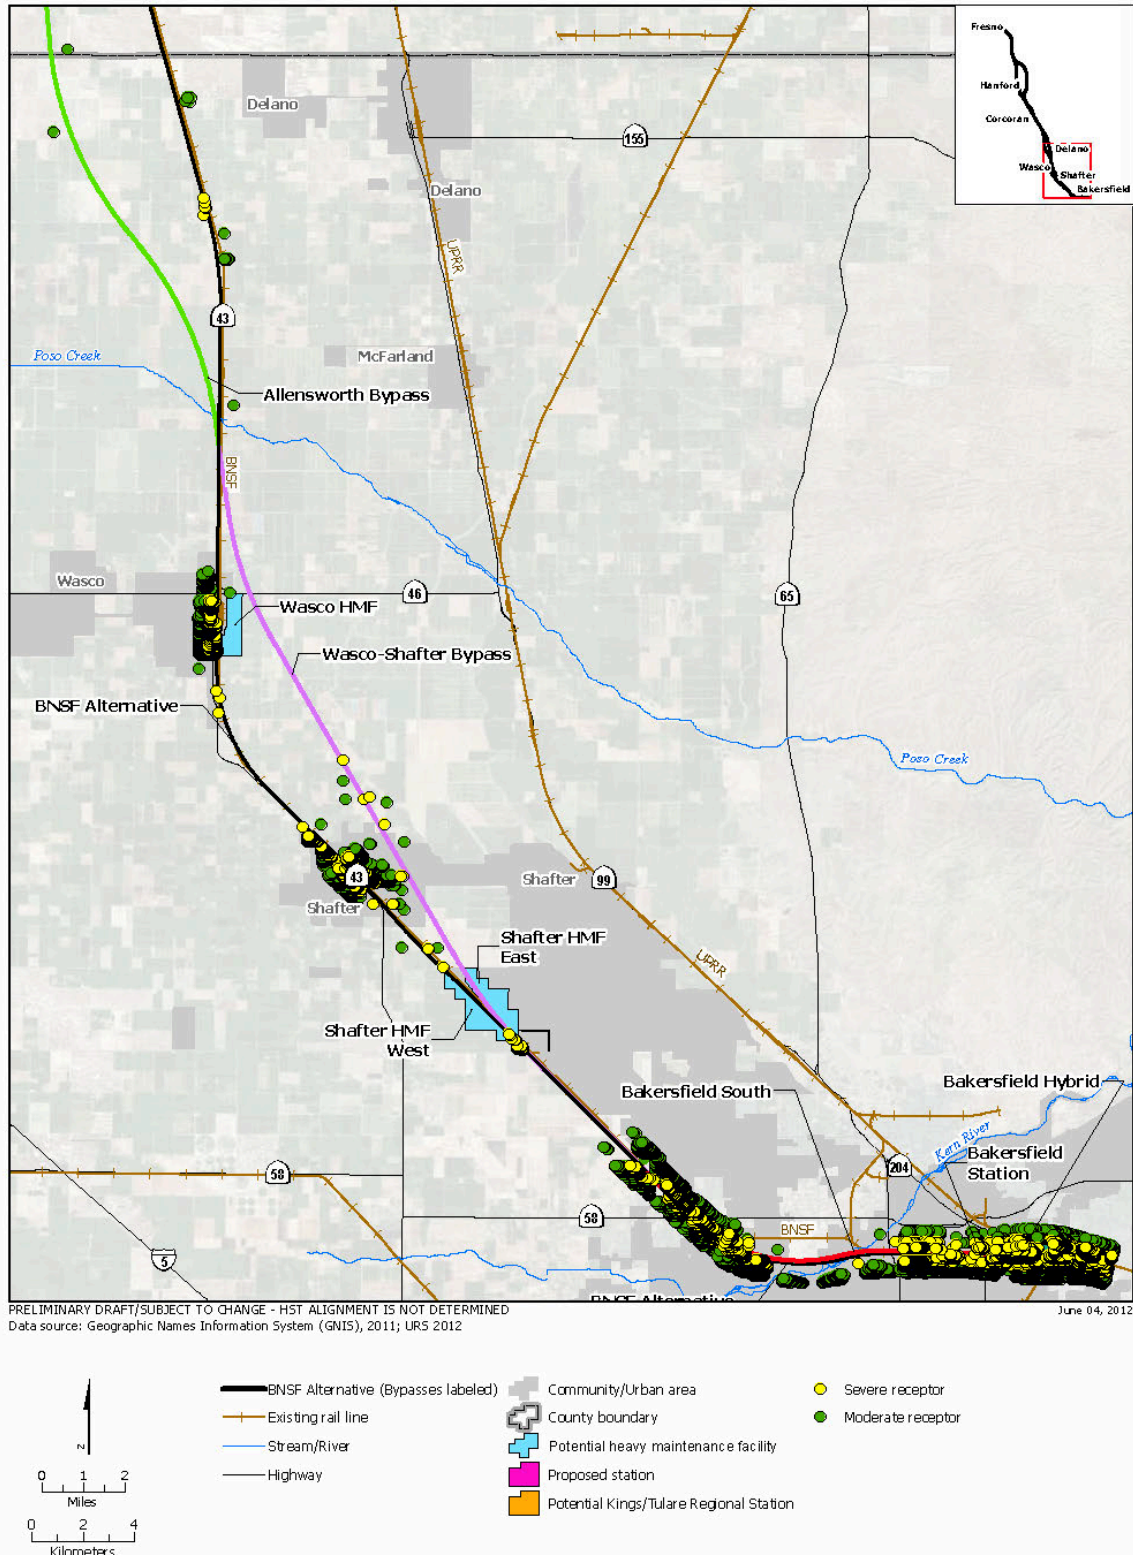 Fresno
Hanford
Corcoran
Delano
Wasco
Shafter
Bakersfield
Delano
155
Delano
UPRR
43
Poso Creek
McFarland
Allensworth Bypass
BNSF
Wasco
46
65
Wasco HMF
Wasco-Shafter Bypass
BNSF Alternative
Poso Creek
43
Shafter
99
Shafter
Shafter HMF
East
UPRR
Shafter HMF
West
Bakersfield South
Bakersfield Hybrid
Kern River
58
204
Bakersfield
Station
58
BNSF
5
BNSF Alternative
PRELIMINARY DRAFT/SUBJECT TO CHANGE - HST ALIGNMENT IS NOT DETERMINED
June 04, 2012
Data source: Geographic Names Information System (GNIS), 2011; URS 2012
BNSF Alternative (Bypasses labeled)
Existing rail line
Stream/River
Highway
Community/Urban area
County boundary
Potential heavy maintenance facility
Proposed station
Potential Kings/Tulare Regional Station
Severe receptor
Moderate receptor
N
0 1 2
Miles
0 2 4
Kilometers